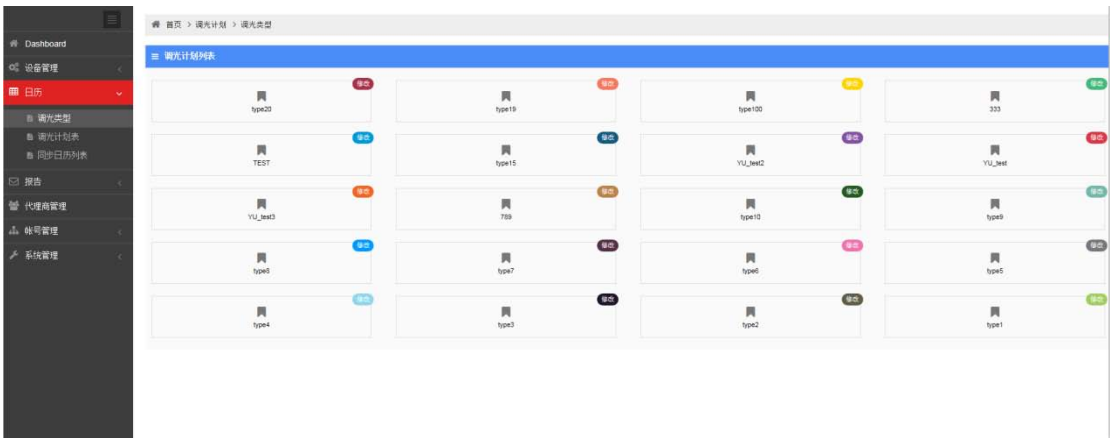 Dashboard
设备管理
日历
调光类型
调光计划表
同步日历列表
报告
代理商管理
帐号管理
系统管理
首页 > 调光计划 > 调光类型
调光计划列表
修改 修改 修改 修改
type20 type19 type100 333
修改 修改 修改 修改
TEST type15 YU_test2 YU_test
修改 修改 修改 修改
YU_test3 789 type10 type9
修改 修改 修改 修改
type8 type7 type6 type5
修改 修改 修改 修改
type4 type3 type2 type1